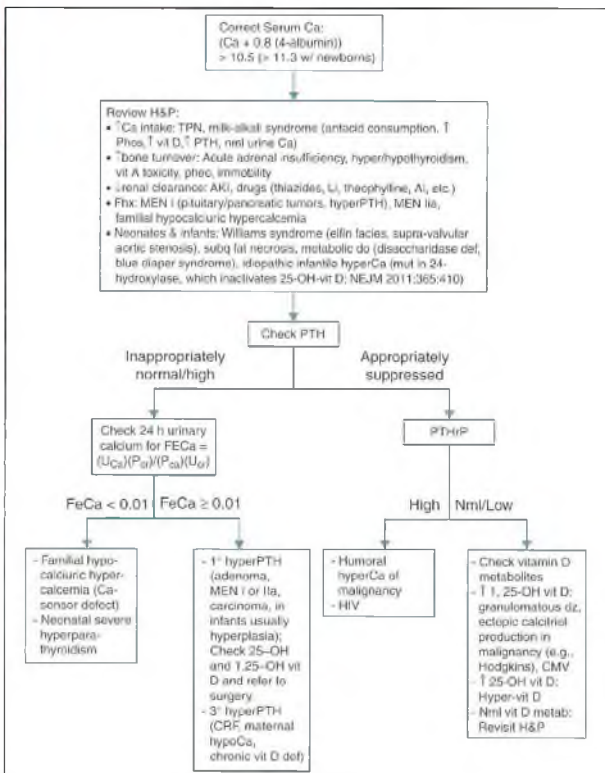 Correct Serum Ca:
(Ca + 0.8 (4-albumin))
> 10.5 (> 11.3 w/ newborns)
Review H&P:
• ↑Ca intake: TPN, milk-alkali syndrome (antacid consumption, ↑
Phos, ↑ vit D, ↑ PTH, nml urine Ca)
• ↑bone turnover: Acute adrenal insufficiency, hyper/hypothyroidism,
vit A toxicity, pheo, immobility
• ↓renal clearance: AKI, drugs (thiazides, Li, theophylline, Al, etc.)
• Fhx: MEN I (pituitary/pancreatic tumors, hyperPTH), MEN IIa,
familial hypocalciuric hypercalcemia
• Neonates & infants: Williams syndrome (elfin facies, supra-valvular
aortic stenosis), subq fat necrosis, metabolic do (disaccharidase def,
blue diaper syndrome), idiopathic infantile hyperCa (mut in 24-
hydroxylase, which inactivates 25-OH-vit D; NEJM 2011;365:410)
Check PTH
Inappropriately
normal/high
Appropriately
suppressed
Check 24 h urinary
calcium for FECa =
(UCa)(Pcr)/(Pca)(Ucr)
PTHrP
FeCa < 0.01
FeCa ≥ 0.01
High
Nml/Low
- Familial hypo-
calciuric hyper-
calcemia (Ca-
sensor defect)
- Neonatal severe
hyperpara-
thyroidism
- 1° hyperPTH
(adenoma,
MEN I or IIa,
carcinoma, in
infants usually
hyperplasia);
Check 25–OH
and 1,25–OH vit
D and refer to
surgery
- 3° hyperPTH
(CRF, maternal
hypoCa,
chronic vit D def)
- Humoral
hyperCa of
malignancy
- HIV
- Check vitamin D
metabolites
- ↑ 1, 25-OH vit D:
granulomatous dz,
ectopic calcitriol
production in
malignancy (e.g.,
Hodgkins), CMV
- ↑ 25-OH vit D:
Hyper-vit D
- Nml vit D metab:
Revisit H&P